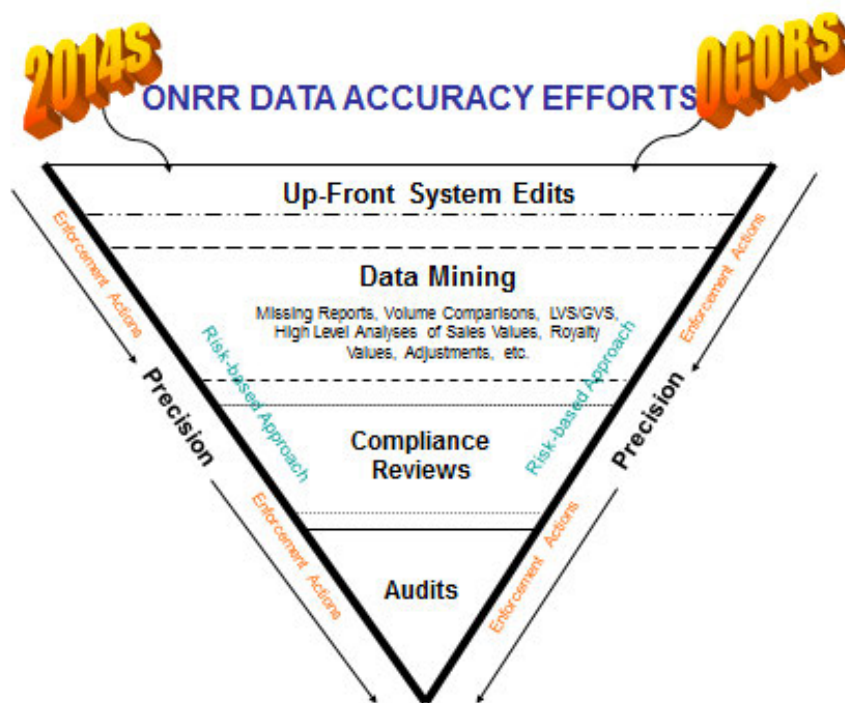 2014S
OGORS
ONRR DATA ACCURACY EFFORTS
Up-Front System Edits
Enforcement Actions
Enforcement Actions
Data Mining
Missing Reports, Volume Comparisons, LVS/GVS,
High Level Analyses of Sales Values, Royalty
Values, Adjustments, etc.
Risk-based Approach
Risk-based Approach
Precision
Precision
Compliance
Reviews
Enforcement Actions
Enforcement Actions
Audits